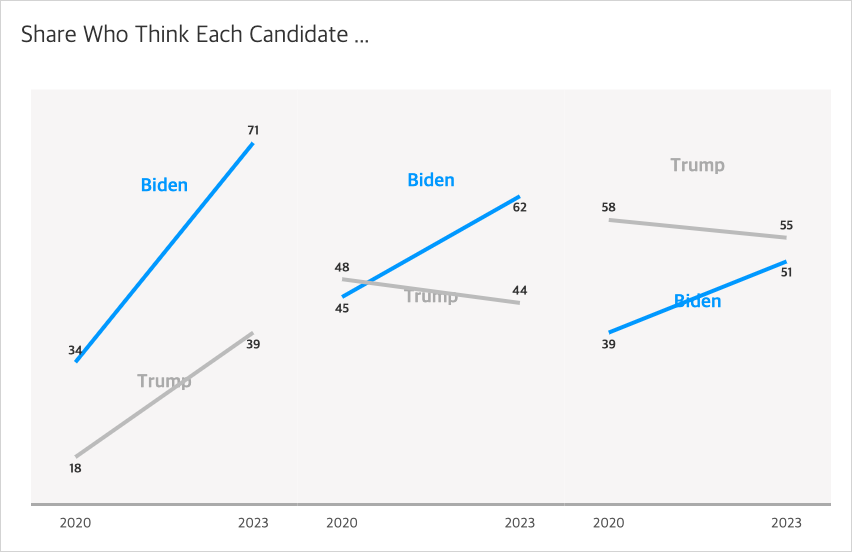 Share Who Think Each Candidate ...
71
Biden
34
Trump
39
18
Biden
62
48
45
Trump
44
Trump
58
55
Biden
51
39
2020 2023 2020 2023 2020 2023